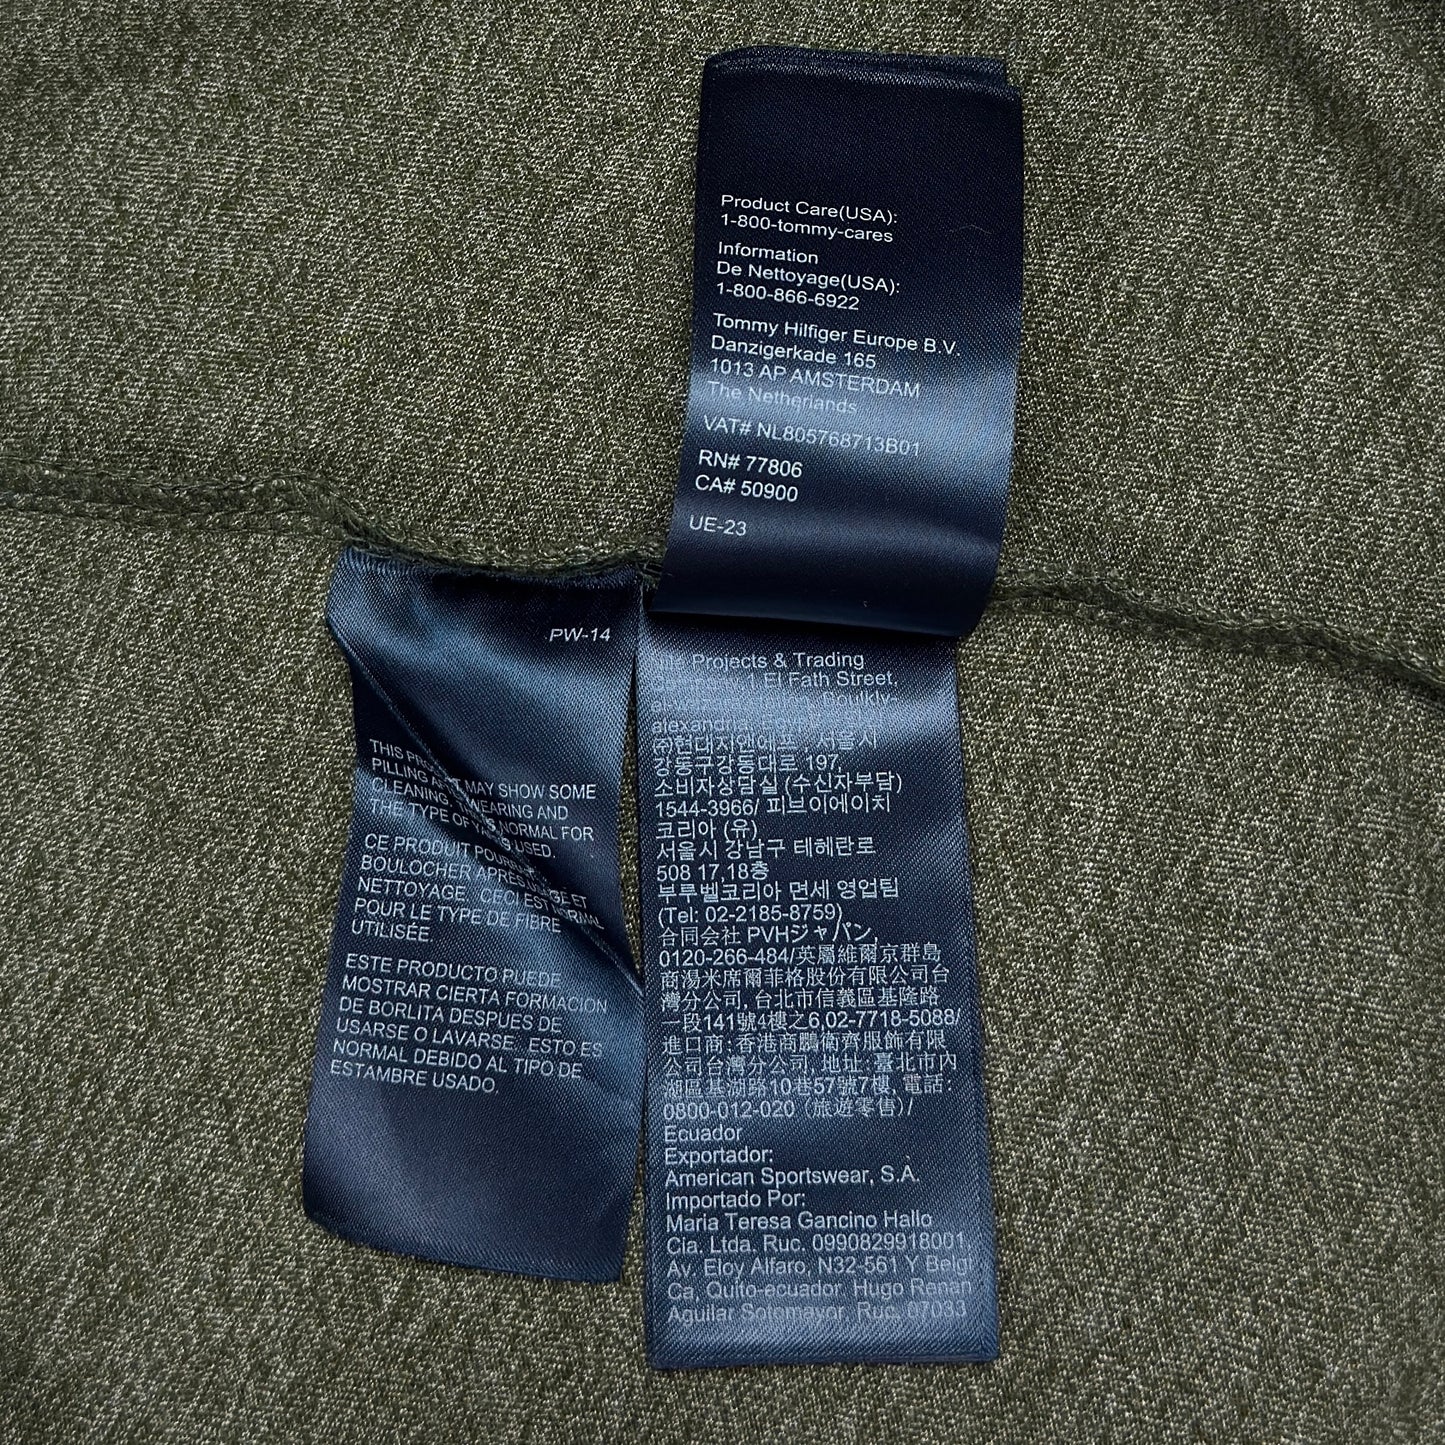 Product Care(USA):
1-800-tommy-cares
Information
De Nettoyage(USA):
1-800-866-6922
Tommy Hilfiger Europe B.V.
Danzigerkade 165
1013 AP AMSTERDAM
The Netherlands
VAT# NL805768713B01
RN# 77806
CA# 50900
UE-23
PW-14
THIS MAY SHOW SOME
PILLING WEARING AND
CLEANING. NORMAL FOR
THE TYPE OF USED.
CE PRODUIT
BOULOCHER APRES ET
NETTOYAGE. CECI EST NORMAL
POUR LE TYPE DE FIBRE
UTILISÉE.
ESTE PRODUCTO PUEDE
MOSTRAR CIERTA FORMACION
DE BORLITA DESPUES DE
USARSE O LAVARSE. ESTO ES
NORMAL DEBIDO AL TIPO DE
ESTAMBRE USADO.
Projects & Trading
1 El Fath Street,
alexandria, Egypt
㈜현대지앤에프, 서울시
강동구강동대로 197,
소비자상담실 (수신자부담)
1544-3966/ 피브이에이치
코리아 (유)
서울시 강남구 테헤란로
508 17,18층
부루벨코리아 면세 영업팀
(Tel: 02-2185-8759),
合同会社 PVHジャパン,
0120-266-484/英屬維爾京群島
商湯米席爾菲格股份有限公司台
灣分公司, 台北市信義區基隆路
一段141號4樓之6,02-7718-5088/
進口商:香港商鵬衛齊服飾有限
公司台灣分公司, 地址: 臺北市內
湖區基湖路10巷57號7樓, 電話:
0800-012-020 (旅遊零售)/
Ecuador
Exportador:
American Sportswear, S.A.
Importado Por:
Maria Teresa Gancino Hallo
Cia. Ltda. Ruc. 0990829918001
Av. Eloy Alfaro, N32-561 Y Belgi
Ca, Quito-ecuador. Hugo Renan
Aguilar Sotomayor, Ruc. 07033